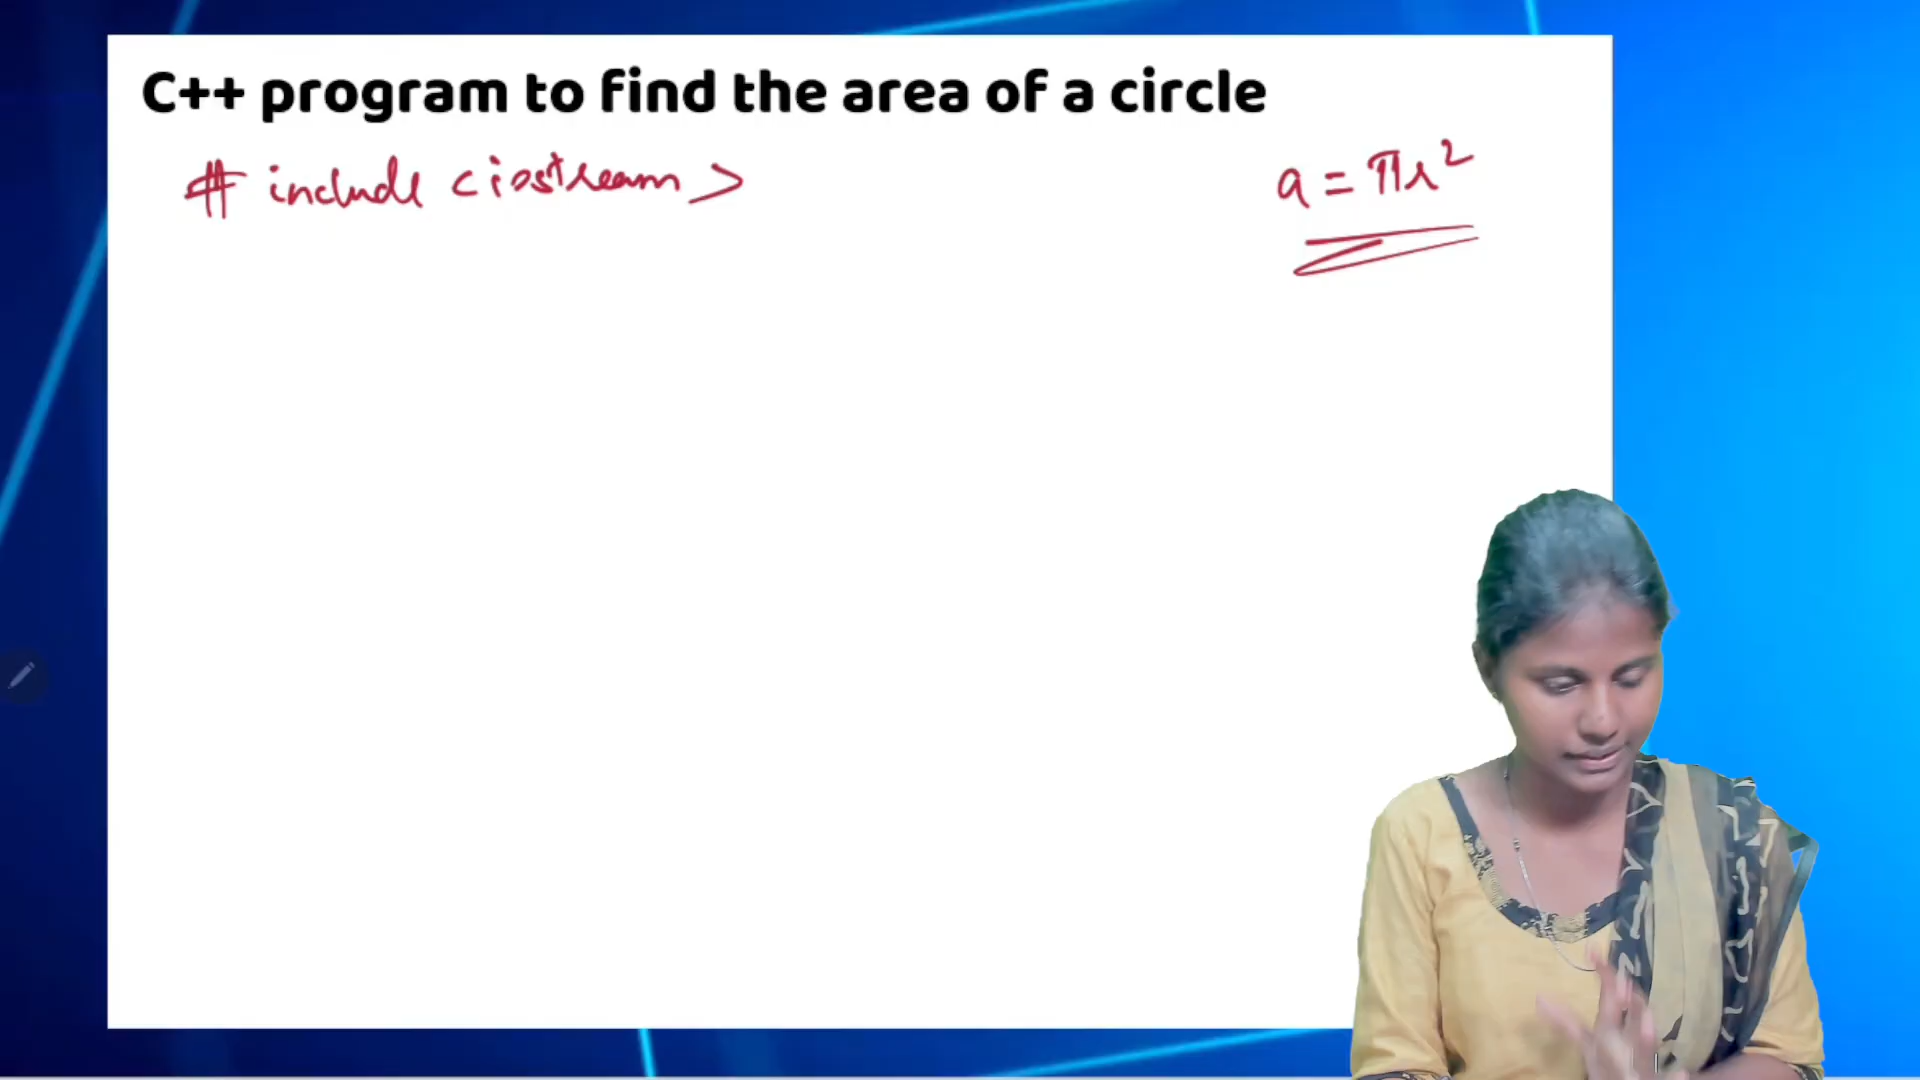 C++ program to find the area of a circle
# include <iostream>
a = πr²